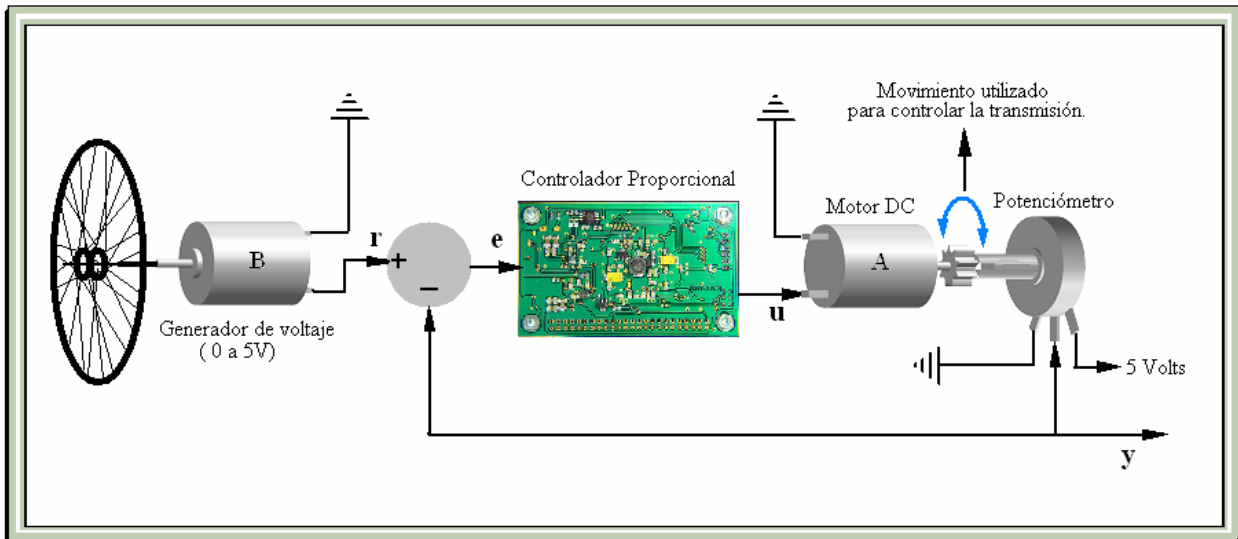 Movimiento utilizado
para controlar la transmisión.
Controlador Proporcional
Potenciómetro
Motor DC
r
e
B
+
A
−
u
Generador de voltaje
( 0 a 5V)
5 Volts
y